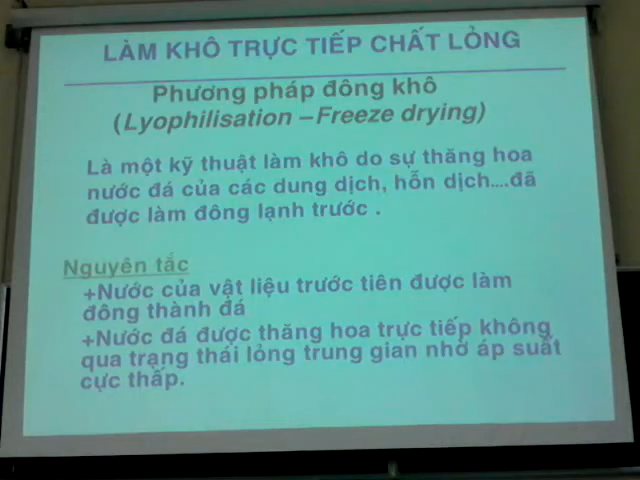 LÀM KHÔ TRỰC TIẾP CHẤT LỎNG
Phương pháp đông khô
(Lyophilisation –Freeze drying)
Là một kỹ thuật làm khô do sự thăng hoa
nước đá của các dung dịch, hỗn dịch....đã
được làm đông lạnh trước .
Nguyên tắc
+Nước của vật liệu trước tiên được làm
đông thành đá
+Nước đá được thăng hoa trực tiếp không
qua trạng thái lỏng trung gian nhờ áp suất
cực thấp.